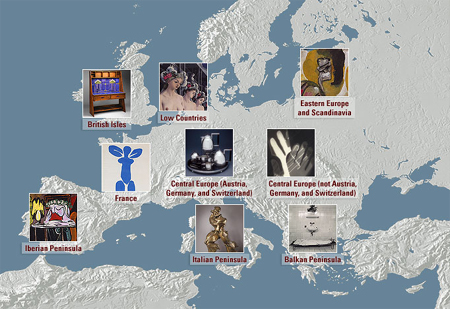 Eastern Europe
and Scandinavia
British Isles
Low Countries
France
Central Europe (Austria,
Germany, and Switzerland)
Central Europe (not Austria,
Germany, and Switzerland)
Iberian Peninsula
Italian Peninsula
Balkan Peninsula